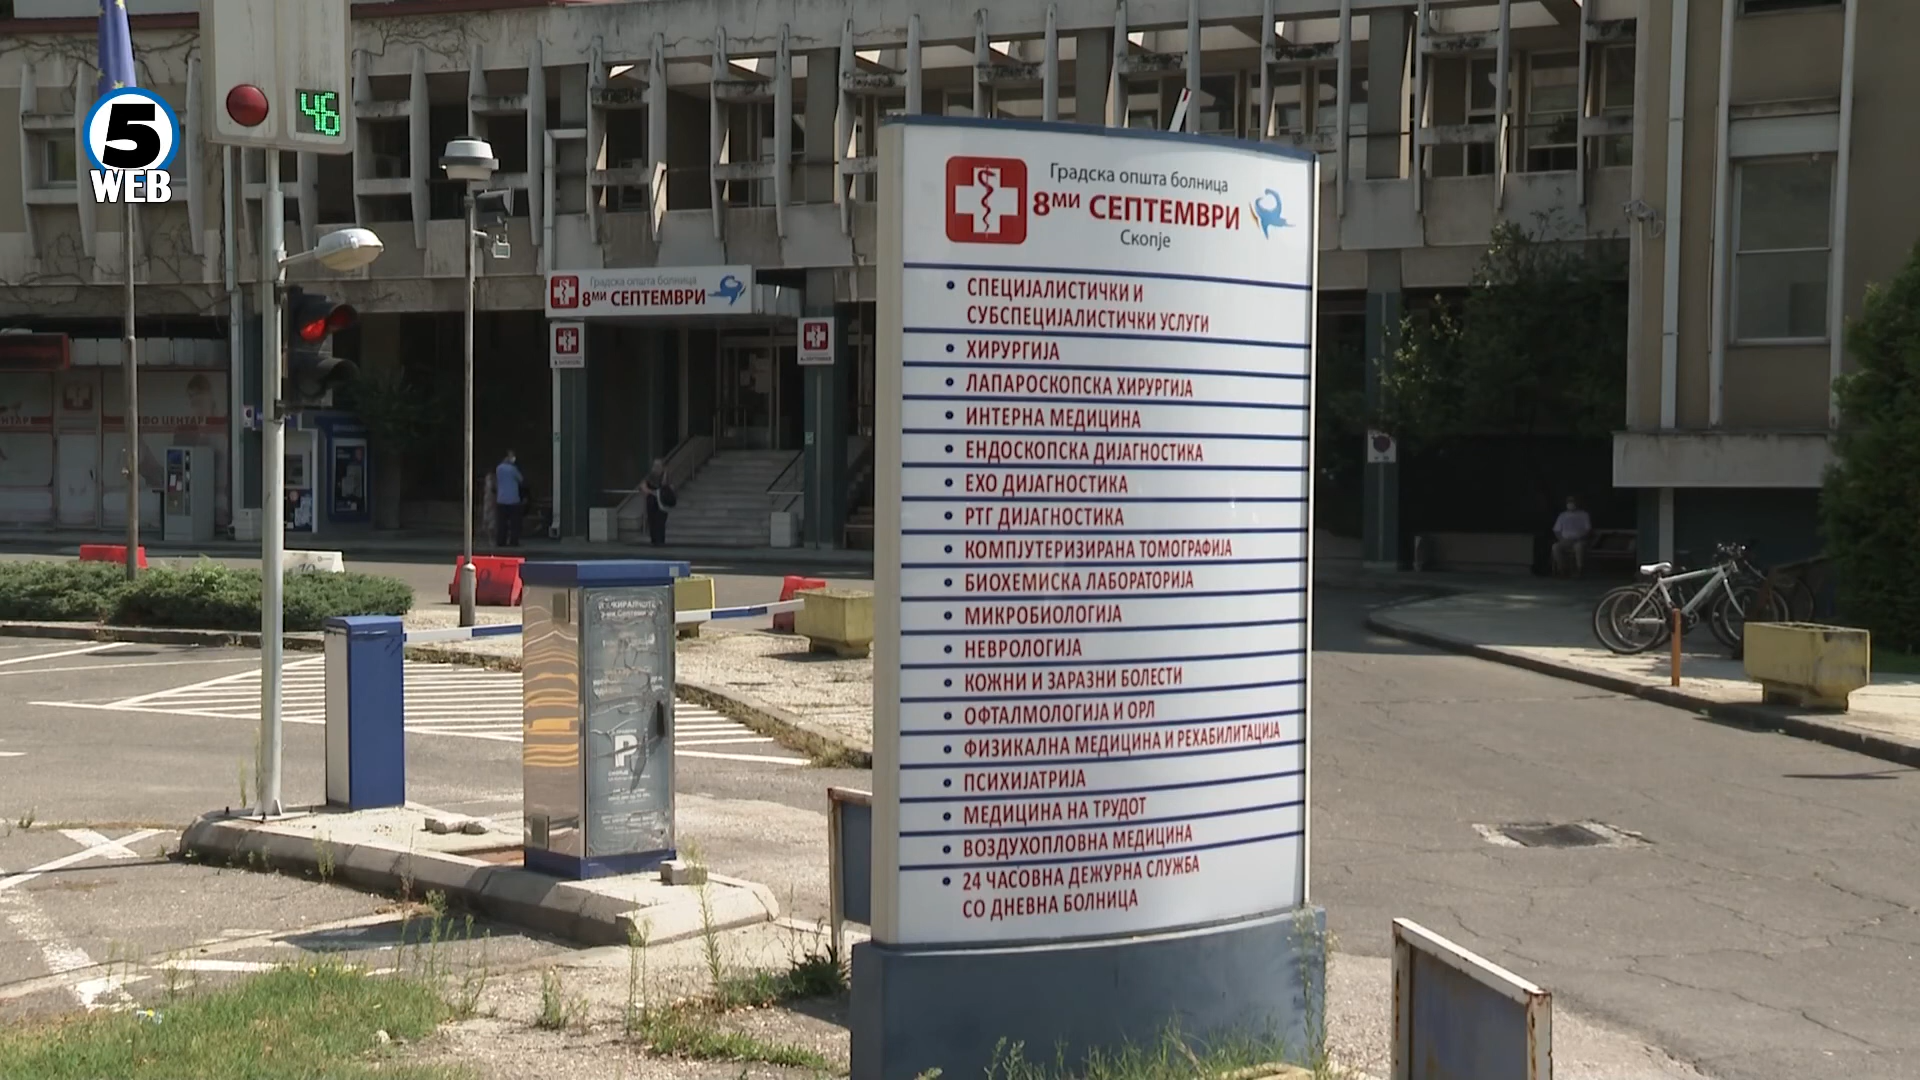 5
WEB
46
Градска општа болница
8ми СЕПТЕМВРИ
Скопје
• СПЕЦИЈАЛИСТИЧКИ И
СУБСПЕЦИЈАЛИСТИЧКИ УСЛУГИ
• ХИРУРГИЈА
• ЛАПАРОСКОПСКА ХИРУРГИЈА
• ИНТЕРНА МЕДИЦИНА
• ЕНДОСКОПСКА ДИЈАГНОСТИКА
• ЕХО ДИЈАГНОСТИКА
• РТГ ДИЈАГНОСТИКА
• КОМПЈУТЕРИЗИРАНА ТОМОГРАФИЈА
• БИОХЕМИСКА ЛАБОРАТОРИЈА
• МИКРОБИОЛОГИЈА
• НЕВРОЛОГИЈА
• КОЖНИ И ЗАРАЗНИ БОЛЕСТИ
• ОФТАЛМОЛОГИЈА И ОРЛ
• ФИЗИКАЛНА МЕДИЦИНА И РЕХАБИЛИТАЦИЈА
• ПСИХИЈАТРИЈА
• МЕДИЦИНА НА ТРУДОТ
• ВОЗДУХОПЛОВНА МЕДИЦИНА
• 24 ЧАСОВНА ДЕЖУРНА СЛУЖБА
СО ДНЕВНА БОЛНИЦА
Градска општа болница
8ми СЕПТЕМВРИ
P